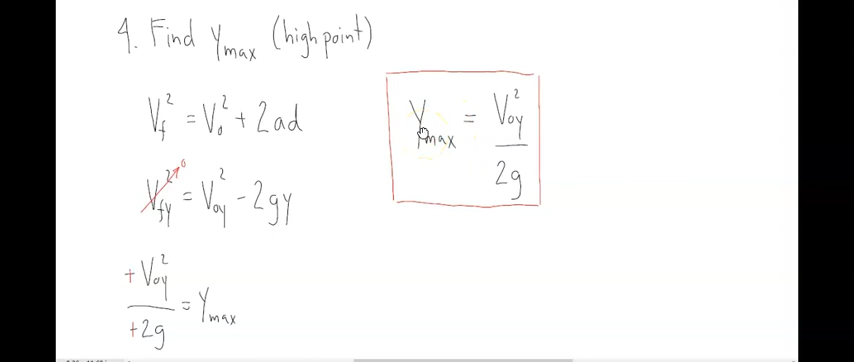 4. Find Ymax (high point)
Vf² = Vo² + 2ad
Vfy² ⁰ = Voy² - 2gy
+Voy²
+2g
= Ymax
Ymax = Voy²
2g